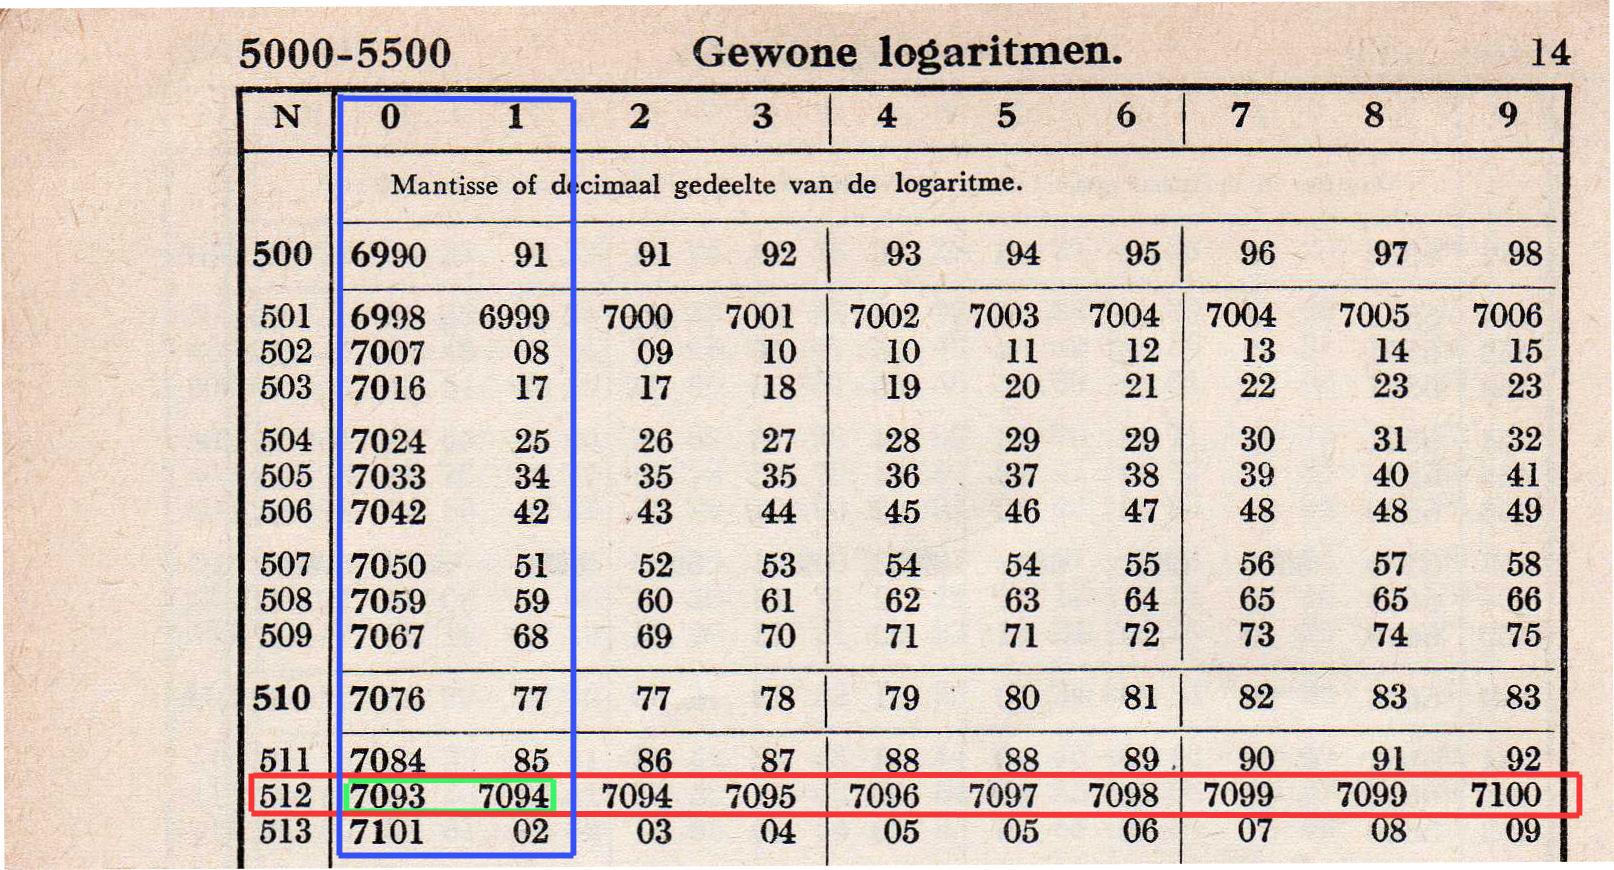 5000-5500 Gewone logaritmen. 14
N 0 1 2 3 4 5 6 7 8 9
Mantisse of decimaal gedeelte van de logaritme.
500 6990 91 91 92 93 94 95 96 97 98
501 6998 6999 7000 7001 7002 7003 7004 7004 7005 7006
502 7007 08 09 10 10 11 12 13 14 15
503 7016 17 17 18 19 20 21 22 23 23
504 7024 25 26 27 28 29 29 30 31 32
505 7033 34 35 35 36 37 38 39 40 41
506 7042 42 43 44 45 46 47 48 48 49
507 7050 51 52 53 54 54 55 56 57 58
508 7059 59 60 61 62 63 64 65 65 66
509 7067 68 69 70 71 71 72 73 74 75
510 7076 77 77 78 79 80 81 82 83 83
511 7084 85 86 87 88 88 89 90 91 92
512 7093 7094 7094 7095 7096 7097 7098 7099 7099 7100
513 7101 02 03 04 05 05 06 07 08 09